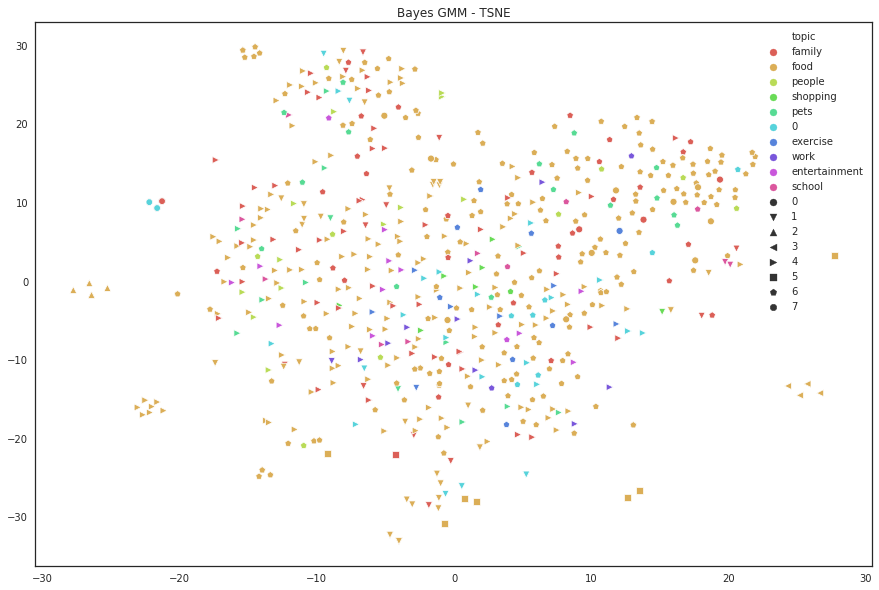 Bayes GMM - TSNE
topic
family
food
people
shopping
pets
0
exercise
work
entertainment
school
0
1
2
3
4
5
6
7
30
20
10
0
−10
−20
−30
−30
−20
−10
0
10
20
30